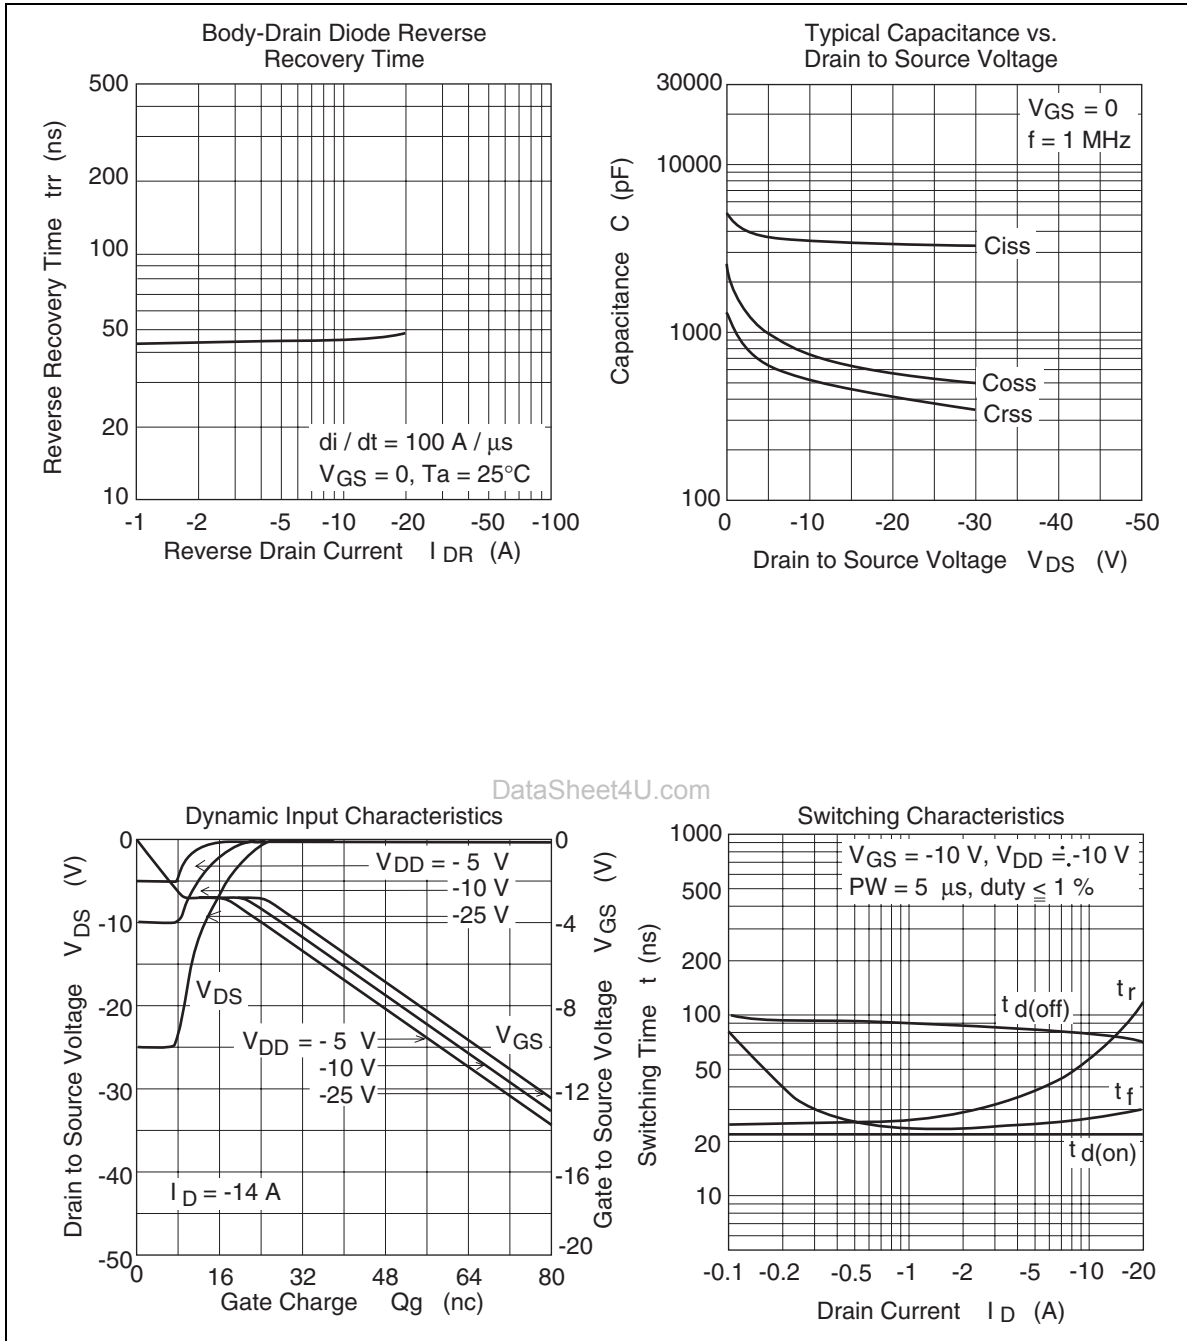 Body-Drain Diode Reverse
Recovery Time
500
200
100
50
20
10
Reverse Recovery Time trr (ns)
di / dt = 100 A / μs
VGS = 0, Ta = 25°C
-1 -2 -5 -10 -20 -50 -100
Reverse Drain Current I DR (A)
Typical Capacitance vs.
Drain to Source Voltage
30000
10000
1000
100
Capacitance C (pF)
VGS = 0
f = 1 MHz
Ciss
Coss
Crss
0 -10 -20 -30 -40 -50
Drain to Source Voltage VDS (V)
DataSheet4U.com
Dynamic Input Characteristics
0
-10
-20
-30
-40
-50
Drain to Source Voltage VDS (V)
VDD = - 5 V
-10 V
-25 V
VDS
VDD = - 5 V
-10 V
-25 V
VGS
I D = -14 A
0
-4
-8
-12
-16
-20
Gate to Source Voltage VGS (V)
0 16 32 48 64 80
Gate Charge Qg (nc)
Switching Characteristics
1000
500
200
100
50
20
10
Switching Time t (ns)
VGS = -10 V, VDD ≒ -10 V
PW = 5 μs, duty ≦ 1 %
t d(off)
t r
t f
t d(on)
-0.1 -0.2 -0.5 -1 -2 -5 -10 -20
Drain Current I D (A)